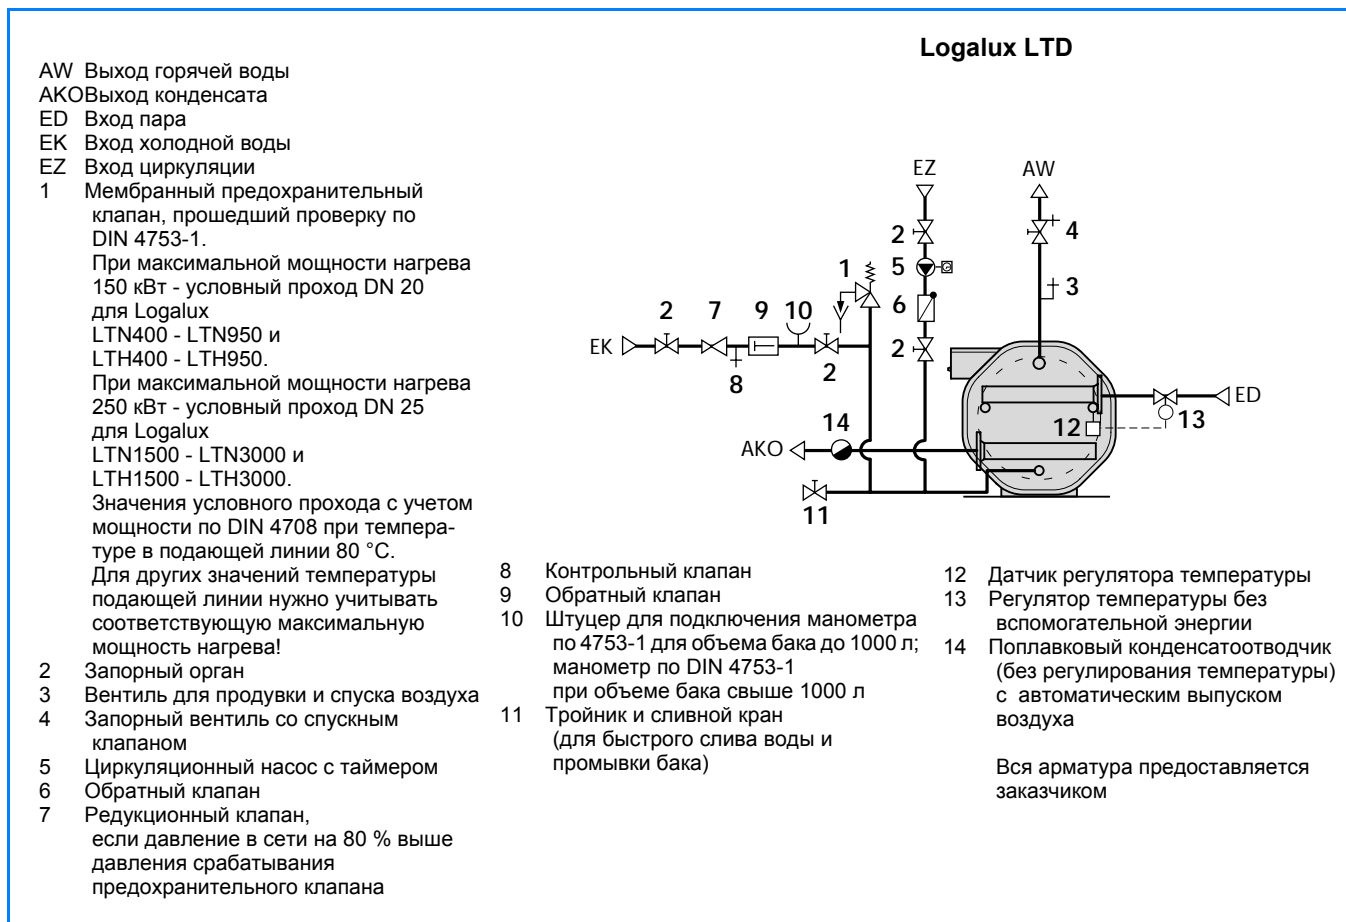 Logalux LTD
AW Выход горячей воды
AKOВыход конденсата
ED Вход пара
EK Вход холодной воды
EZ Вход циркуляции
1 Мембранный предохранительный
клапан, прошедший проверку по
DIN 4753-1.
При максимальной мощности нагрева
150 кВт - условный проход DN 20
для Logalux
LTN400 - LTN950 и
LTH400 - LTH950.
При максимальной мощности нагрева
250 кВт - условный проход DN 25
для Logalux
LTN1500 - LTN3000 и
LTH1500 - LTH3000.
Значения условного прохода с учетом
мощности по DIN 4708 при темпера-
туре в подающей линии 80 °C.
Для других значений температуры
подающей линии нужно учитывать
соответствующую максимальную
мощность нагрева!
2 Запорный орган
3 Вентиль для продувки и спуска воздуха
4 Запорный вентиль со спускным
клапаном
5 Циркуляционный насос с таймером
6 Обратный клапан
7 Редукционный клапан,
если давление в сети на 80 % выше
давления срабатывания
предохранительного клапана
EZ AW
2 4
1 5
3
6
2 7 9 10
EK 2
8 2
ED
14 12 13
AKO
11
8 Контрольный клапан
9 Обратный клапан
10 Штуцер для подключения манометра
по 4753-1 для объема бака до 1000 л;
манометр по DIN 4753-1
при объеме бака свыше 1000 л
11 Тройник и сливной кран
(для быстрого слива воды и
промывки бака)
12 Датчик регулятора температуры
13 Регулятор температуры без
вспомогательной энергии
14 Поплавковый конденсатоотводчик
(без регулирования температуры)
с автоматическим выпуском
воздуха
Вся арматура предоставляется
заказчиком